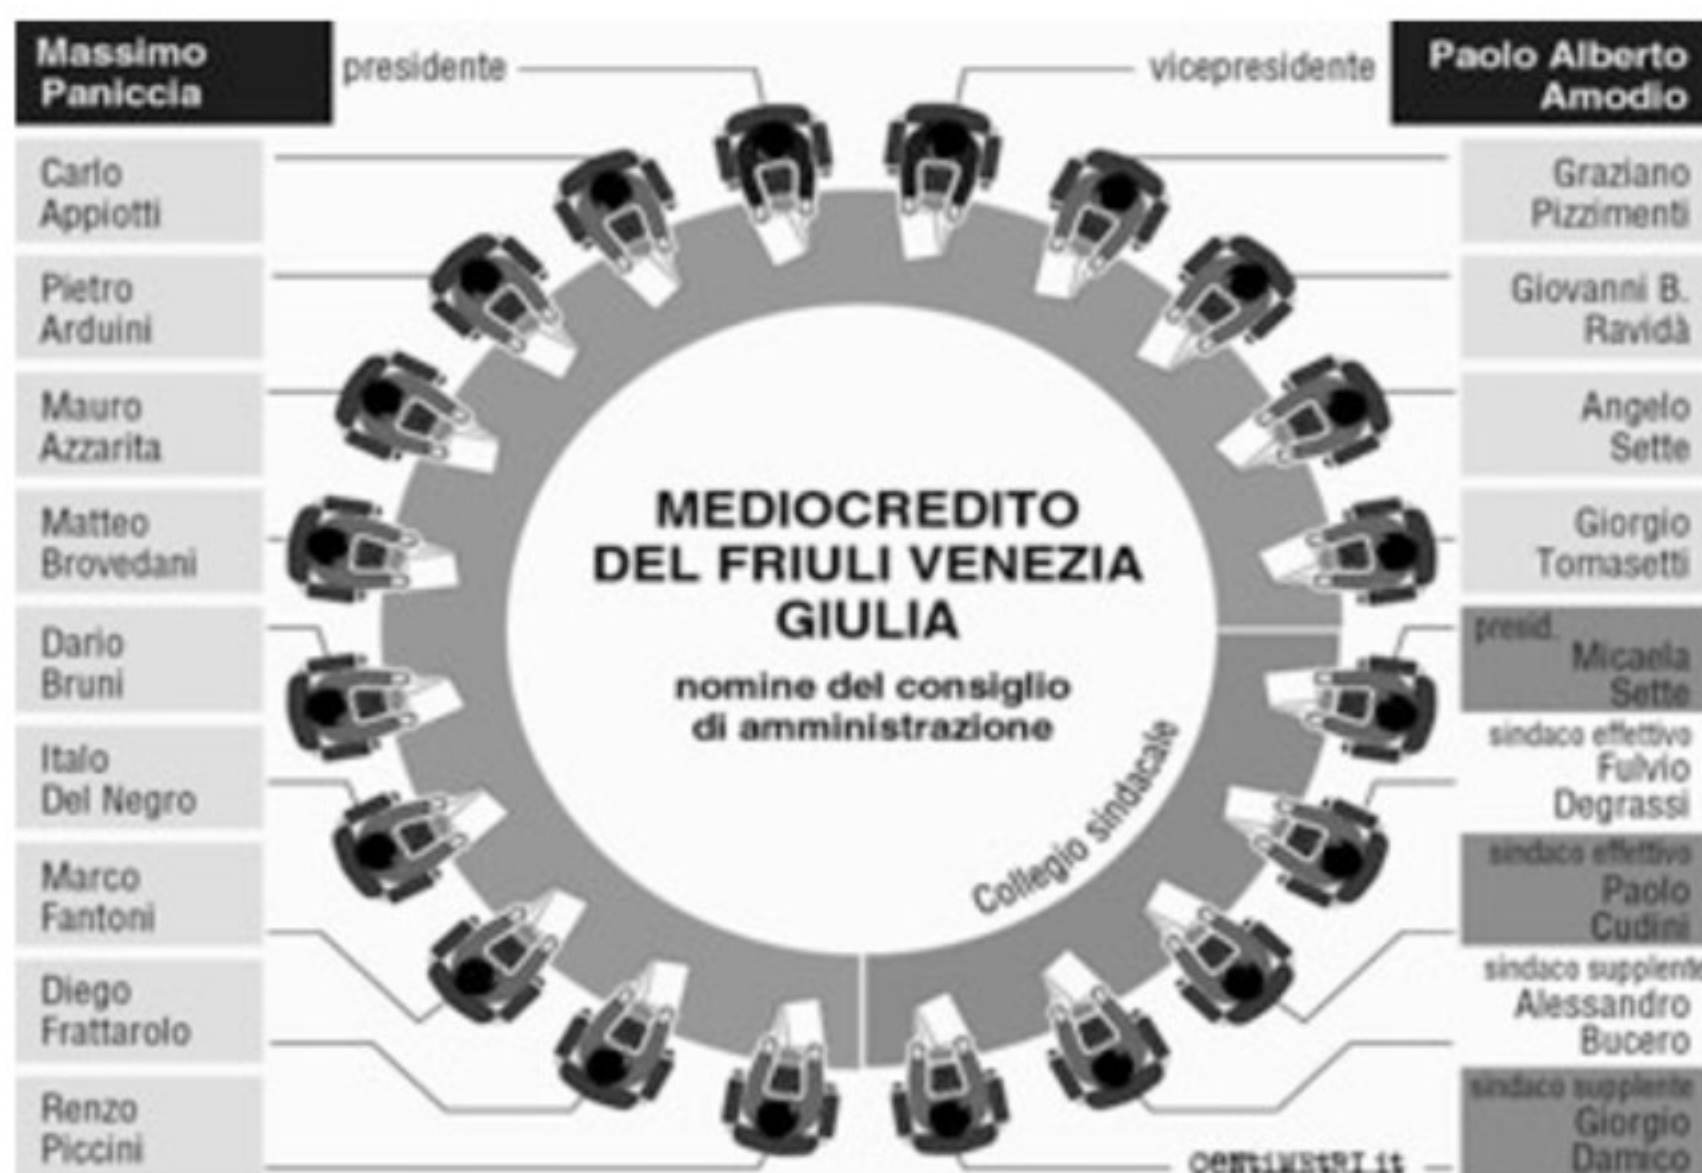 Massimo
Paniccia
presidente
vicepresidente
Paolo Alberto
Amodio
Carlo
Appiotti
Pietro
Arduini
Mauro
Azzarita
Matteo
Brovedani
Dario
Bruni
Italo
Del Negro
Marco
Fantoni
Diego
Frattarolo
Renzo
Piccini
MEDIOCREDITO
DEL FRIULI VENEZIA
GIULIA
nomine del consiglio
di amministrazione
Collegio sindacale
Graziano
Pizzimenti
Giovanni B.
Ravidà
Angelo
Sette
Giorgio
Tomasetti
presid.
Micaela
Sette
sindaco effettivo
Fulvio
Degrassi
sindaco effettivo
Paolo
Cudini
sindaco supplente
Alessandro
Bucero
sindaco supplente
Giorgio
Damico
CENTIMETRI.it